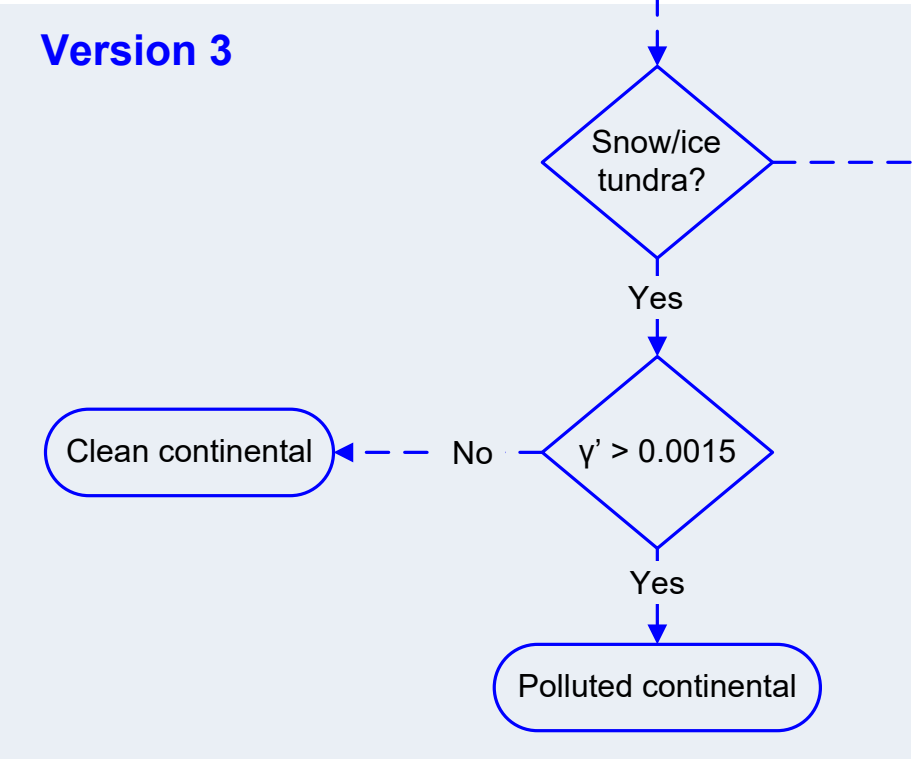 Version 3
Snow/ice
tundra?
Yes
Clean continental
No
γ’ > 0.0015
Yes
Polluted continental